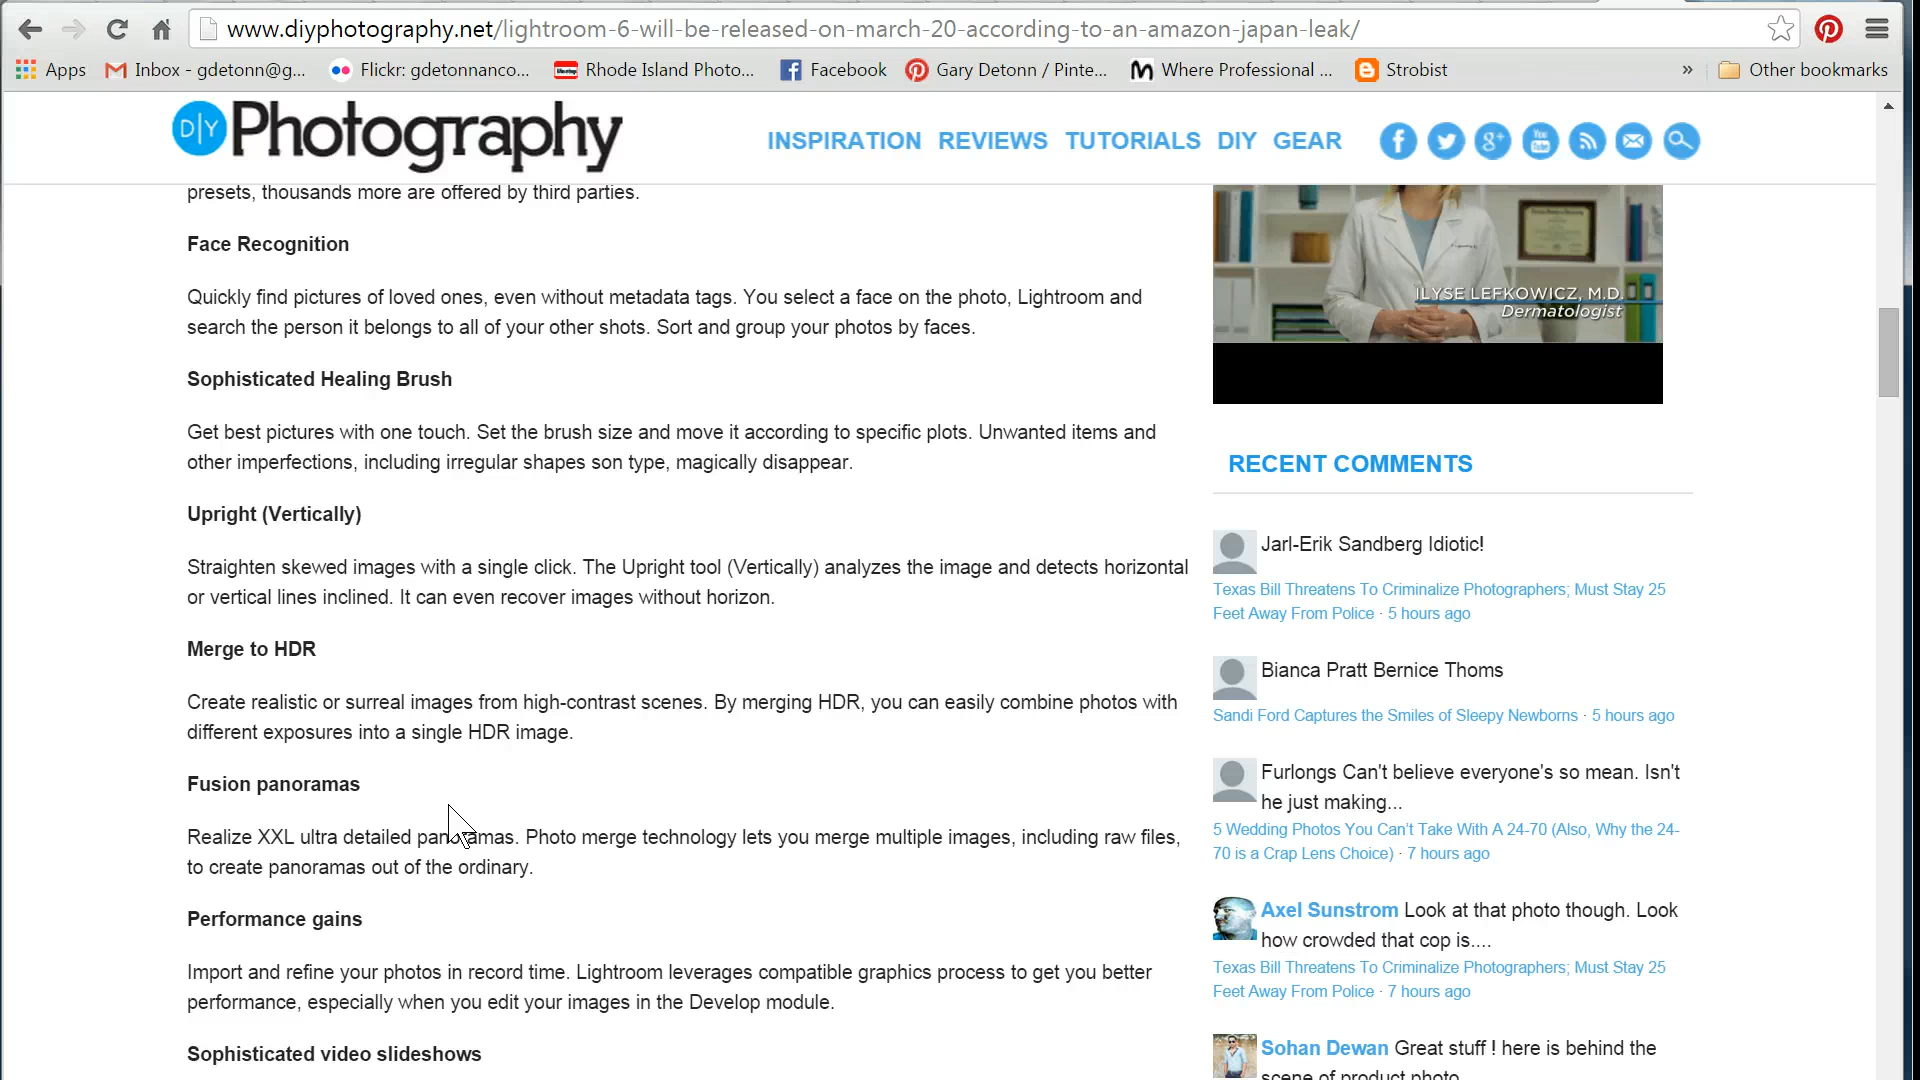 www.diyphotography.net/lightroom-6-will-be-released-on-march-20-according-to-an-amazon-japan-leak/
Apps
Inbox - gdetonn@g...
Flickr: gdetonnanco...
Rhode Island Photo...
Facebook
Gary Detonn / Pinte...
Where Professional ...
Strobist
»
Other bookmarks
DIY Photography
INSPIRATION REVIEWS TUTORIALS DIY GEAR
presets, thousands more are offered by third parties.
Face Recognition
Quickly find pictures of loved ones, even without metadata tags. You select a face on the photo, Lightroom and
search the person it belongs to all of your other shots. Sort and group your photos by faces.
Sophisticated Healing Brush
Get best pictures with one touch. Set the brush size and move it according to specific plots. Unwanted items and
other imperfections, including irregular shapes son type, magically disappear.
Upright (Vertically)
Straighten skewed images with a single click. The Upright tool (Vertically) analyzes the image and detects horizontal
or vertical lines inclined. It can even recover images without horizon.
Merge to HDR
Create realistic or surreal images from high-contrast scenes. By merging HDR, you can easily combine photos with
different exposures into a single HDR image.
Fusion panoramas
Realize XXL ultra detailed panoramas. Photo merge technology lets you merge multiple images, including raw files,
to create panoramas out of the ordinary.
Performance gains
Import and refine your photos in record time. Lightroom leverages compatible graphics process to get you better
performance, especially when you edit your images in the Develop module.
Sophisticated video slideshows
ILYSE LEFKOWICZ, M.D.
Dermatologist
RECENT COMMENTS
Jarl-Erik Sandberg Idiotic!
Texas Bill Threatens To Criminalize Photographers; Must Stay 25
Feet Away From Police · 5 hours ago
Bianca Pratt Bernice Thoms
Sandi Ford Captures the Smiles of Sleepy Newborns · 5 hours ago
Furlongs Can't believe everyone's so mean. Isn't
he just making...
5 Wedding Photos You Can't Take With A 24-70 (Also, Why the 24-
70 is a Crap Lens Choice) · 7 hours ago
Axel Sunstrom Look at that photo though. Look
how crowded that cop is....
Texas Bill Threatens To Criminalize Photographers; Must Stay 25
Feet Away From Police · 7 hours ago
Sohan Dewan Great stuff ! here is behind the
scene of product photo